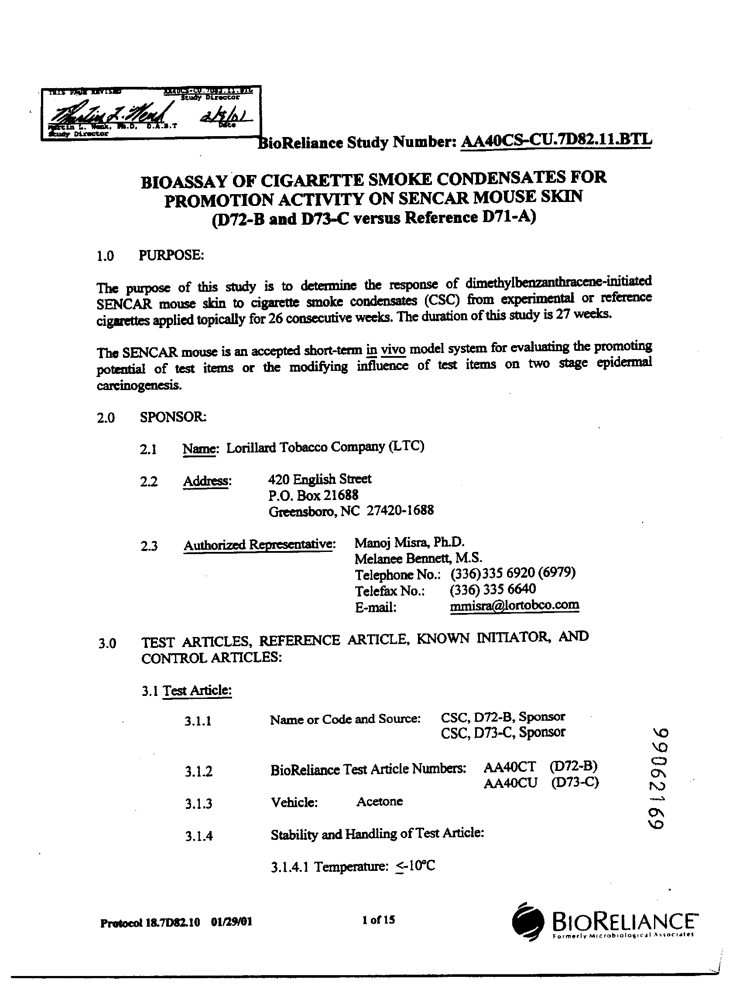 THIS PAGE REVISED AA40CS-CU.7D82.11.BTL
Study Director
Martin L. Wenk 2/8/01
Martin L. Wenk, Ph.D, D.A.B.T Date
Study Director
BioReliance Study Number: AA40CS-CU.7D82.11.BTL
BIOASSAY OF CIGARETTE SMOKE CONDENSATES FOR
PROMOTION ACTIVITY ON SENCAR MOUSE SKIN
(D72-B and D73-C versus Reference D71-A)
1.0 PURPOSE:
The purpose of this study is to determine the response of dimethylbenzanthracene-initiated
SENCAR mouse skin to cigarette smoke condensates (CSC) from experimental or reference
cigarettes applied topically for 26 consecutive weeks. The duration of this study is 27 weeks.
The SENCAR mouse is an accepted short-term in vivo model system for evaluating the promoting
potential of test items or the modifying influence of test items on two stage epidermal
carcinogenesis.
2.0 SPONSOR:
2.1 Name: Lorillard Tobacco Company (LTC)
2.2 Address: 420 English Street
P.O. Box 21688
Greensboro, NC 27420-1688
2.3 Authorized Representative: Manoj Misra, Ph.D.
Melanee Bennett, M.S.
Telephone No.: (336)335 6920 (6979)
Telefax No.: (336) 335 6640
E-mail: mmisra@lortobco.com
3.0 TEST ARTICLES, REFERENCE ARTICLE, KNOWN INITIATOR, AND
CONTROL ARTICLES:
3.1 Test Article:
3.1.1 Name or Code and Source: CSC, D72-B, Sponsor
CSC, D73-C, Sponsor
3.1.2 BioReliance Test Article Numbers: AA40CT (D72-B)
AA40CU (D73-C)
3.1.3 Vehicle: Acetone
3.1.4 Stability and Handling of Test Article:
3.1.4.1 Temperature: ≤-10°C
99062169
Protocol 18.7D82.10 01/29/01 1 of 15
BIORELIANCE
Formerly Microbiological Associates